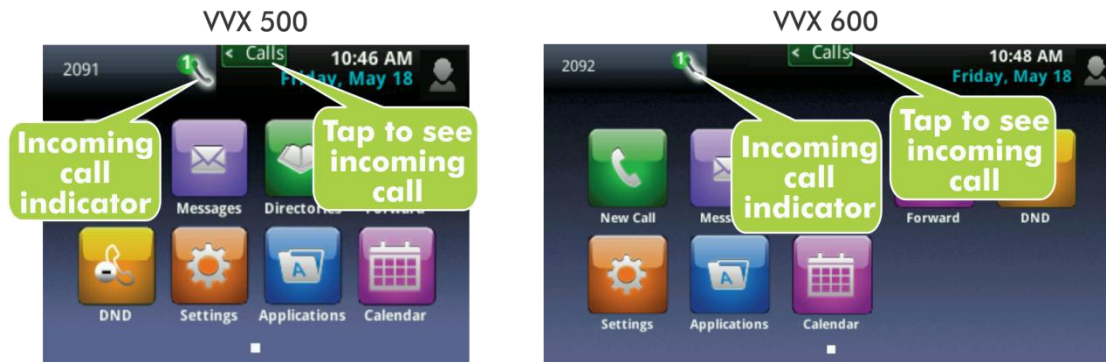 VVX 500
VVX 600
2091
1
< Calls
10:46 AM
Friday, May 18
Incoming
call
indicator
Tap to see
incoming
call
Messages
Directories
Forward
DND
Settings
Applications
Calendar
2092
1
< Calls
10:48 AM
Friday, May 18
Incoming
call
indicator
Tap to see
incoming
call
New Call
Mess
Forward
DND
Settings
Applications
Calendar